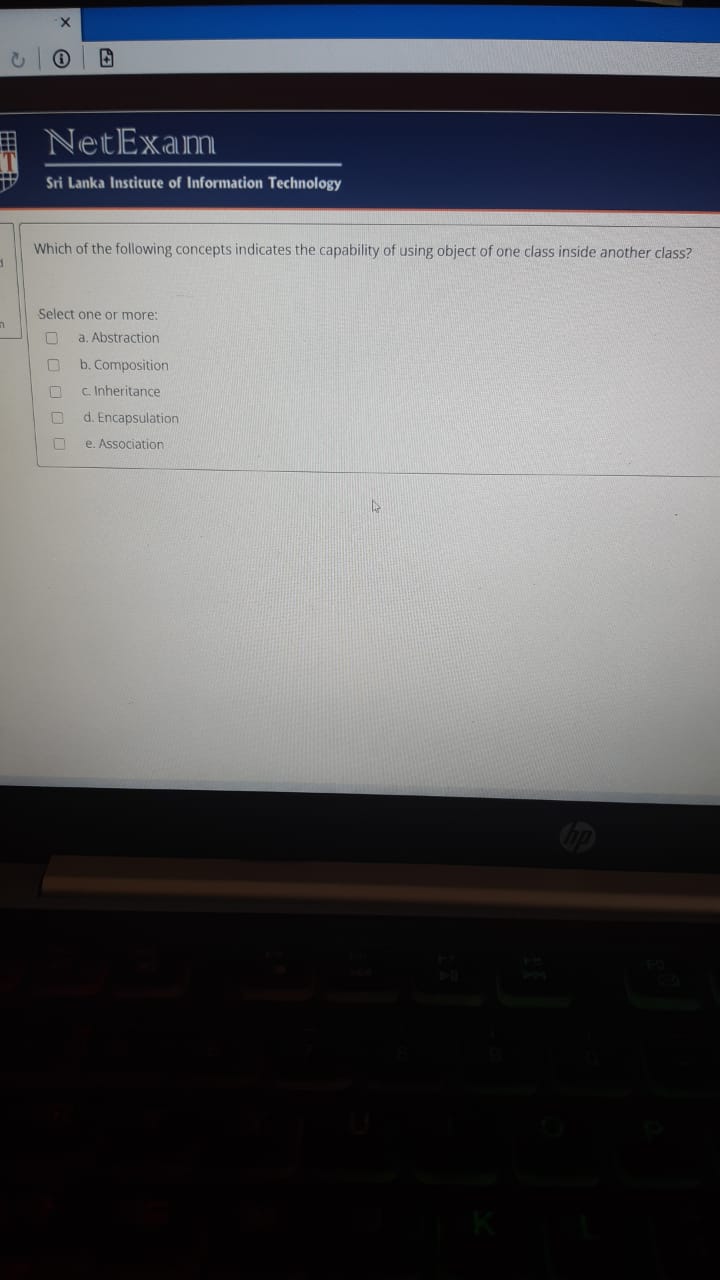 NetExam
Sri Lanka Institute of Information Technology
Which of the following concepts indicates the capability of using object of one class inside another class?
Select one or more:
a. Abstraction
b. Composition
c. Inheritance
d. Encapsulation
e. Association
hp
U
O
P
K
L